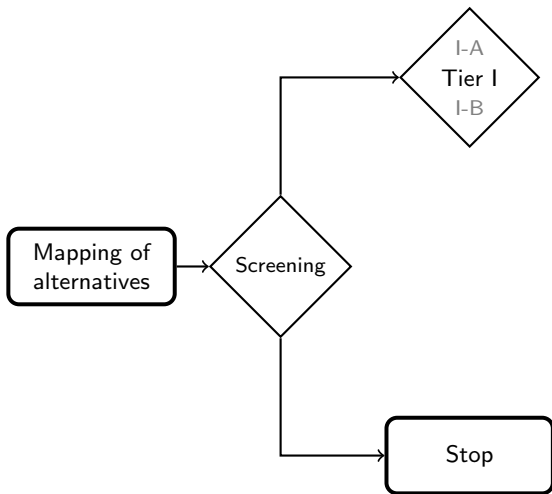 I-A
Tier I
I-B
Mapping of
alternatives
Screening
Stop